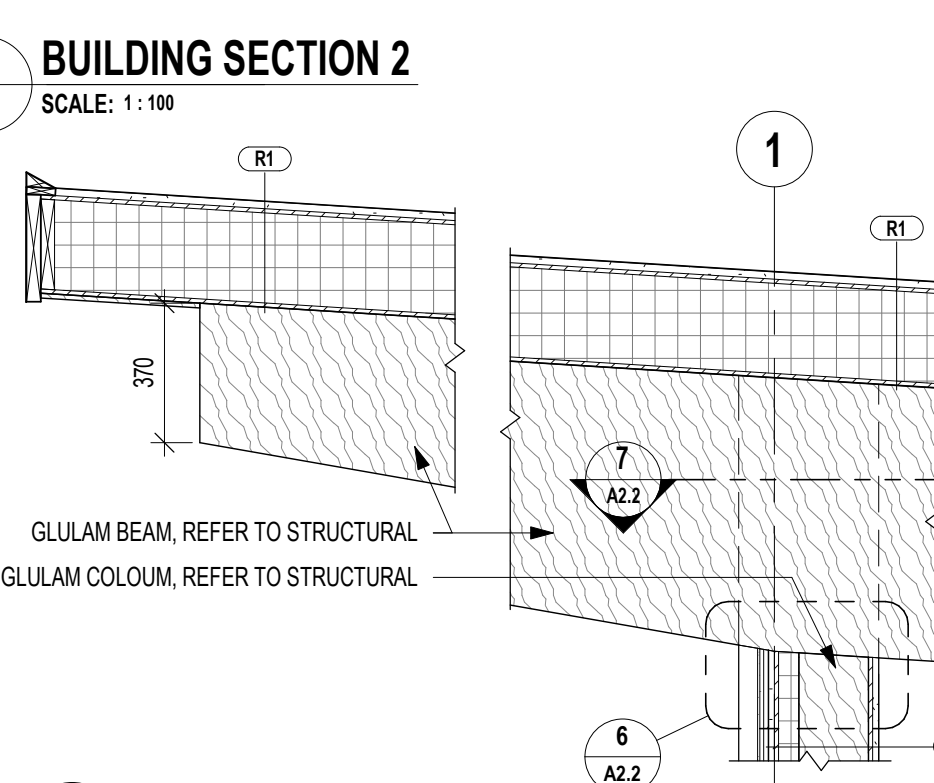 BUILDING SECTION 2
SCALE: 1 : 100
R1
1
R1
370
7
A2.2
GLULAM BEAM, REFER TO STRUCTURAL
GLULAM COLOUM, REFER TO STRUCTURAL
6
A2.2